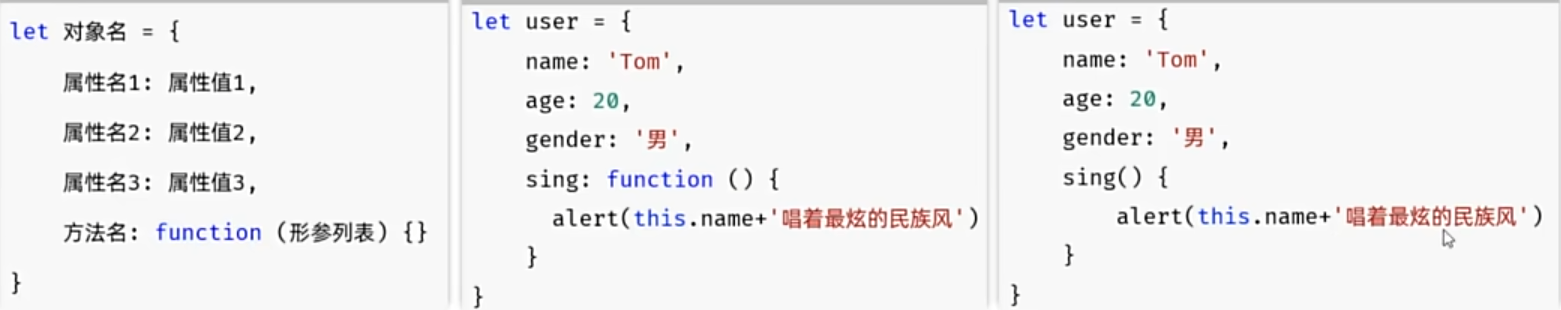 let 对象名 = {
属性名1: 属性值1,
属性名2: 属性值2,
属性名3: 属性值3,
方法名: function (形参列表) {}
}
let user = {
name: 'Tom',
age: 20,
gender: '男',
sing: function () {
alert(this.name+'唱着最炫的民族风')
}
}
let user = {
name: 'Tom',
age: 20,
gender: '男',
sing() {
alert(this.name+'唱着最炫的民族风')
}
}